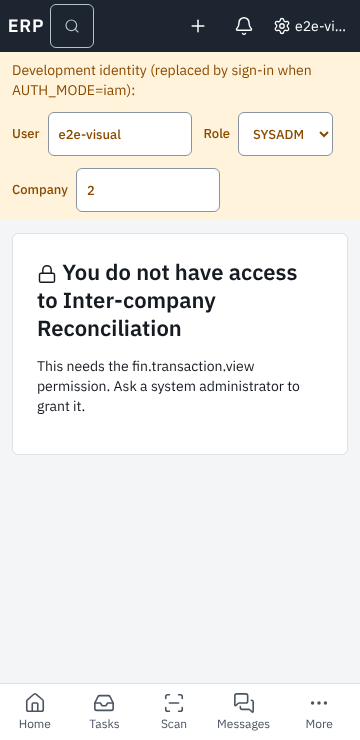 ERP
e2e-vi...
Development identity (replaced by sign-in when
AUTH_MODE=iam):
User e2e-visual Role SYSADM
Company 2
You do not have access
to Inter-company
Reconciliation
This needs the fin.transaction.view
permission. Ask a system administrator to
grant it.
Home Tasks Scan Messages More